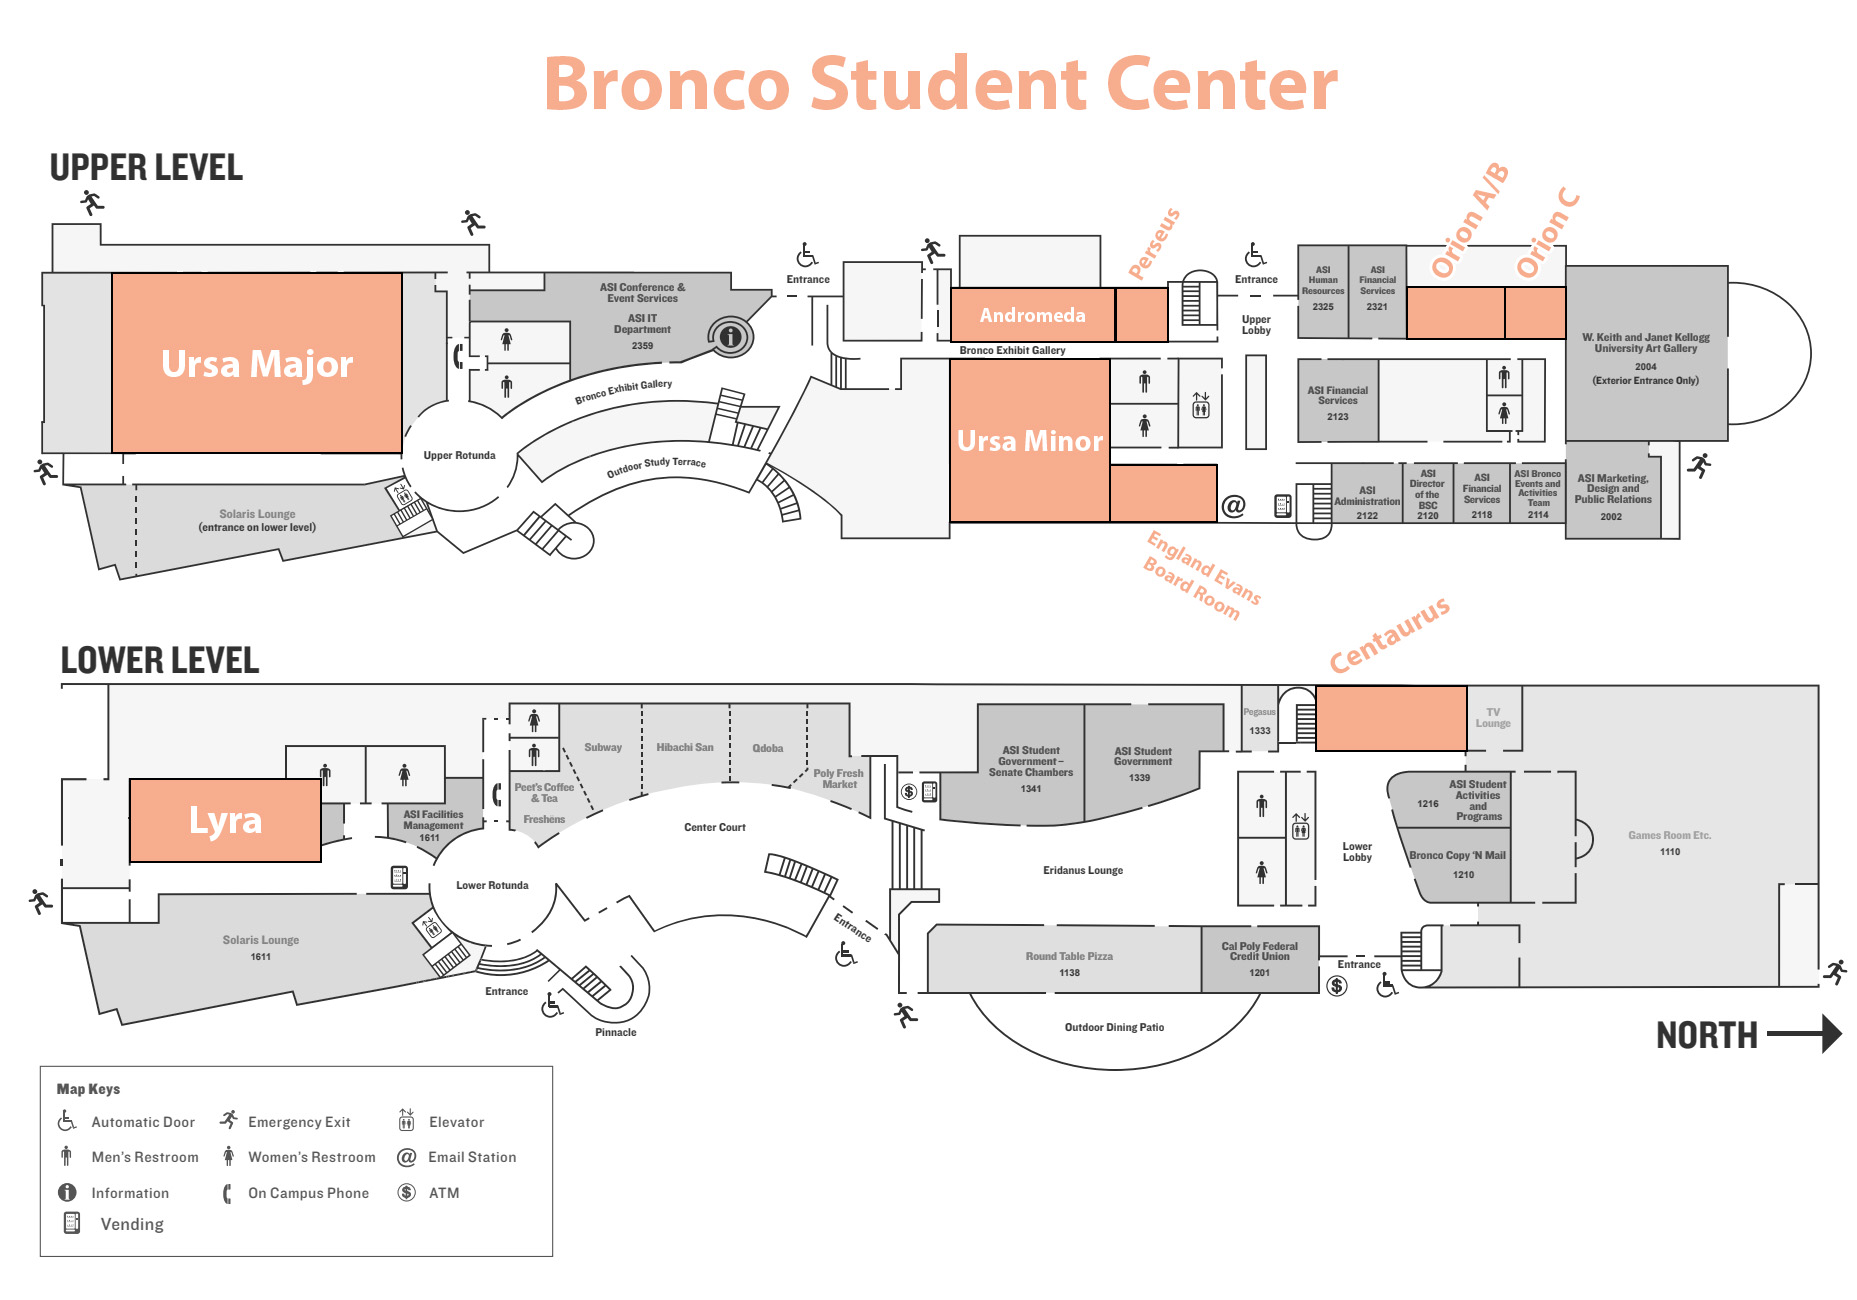 Bronco Student Center
UPPER LEVEL
Orion A/B
Orion C
Perseus
Entrance
Entrance
ASI
Human
Resources
2325
ASI
Financial
Services
2321
ASI Conference &
Event Services
ASI IT
Department
2359
Andromeda
Upper
Lobby
Bronco Exhibit Gallery
W. Keith and Janet Kellogg
University Art Gallery
2004
(Exterior Entrance Only)
Ursa Major
Bronco Exhibit Gallery
ASI Financial
Services
2123
Ursa Minor
Upper Rotunda
Outdoor Study Terrace
Solaris Lounge
(entrance on lower level)
@
ASI
Administration
2122
ASI
Director
of the
BSC
2120
ASI
Financial
Services
2118
ASI Bronco
Events and
Activities
Team
2114
ASI Marketing,
Design and
Public Relations
2002
England Evans
Board Room
Centaurus
LOWER LEVEL
Pegasus
1333
TV
Lounge
Subway
Hibachi San
Qdoba
Poly Fresh
Market
Peet's Coffee
& Tea
Freshëns
ASI Student
Government –
Senate Chambers
1341
ASI Student
Government
1339
$
ASI Student
Activities
and
Programs
1216
Lyra
ASI Facilities
Management
1611
Center Court
Games Room Etc.
1110
Lower
Lobby
Bronco Copy 'N Mail
1210
Eridanus Lounge
Lower Rotunda
Entrance
Solaris Lounge
1611
Round Table Pizza
1138
Cal Poly Federal
Credit Union
1201
Entrance
$
Entrance
Pinnacle
Outdoor Dining Patio
NORTH
Map Keys
Automatic Door
Emergency Exit
Elevator
Men's Restroom
Women's Restroom
@ Email Station
i Information
On Campus Phone
$ ATM
Vending